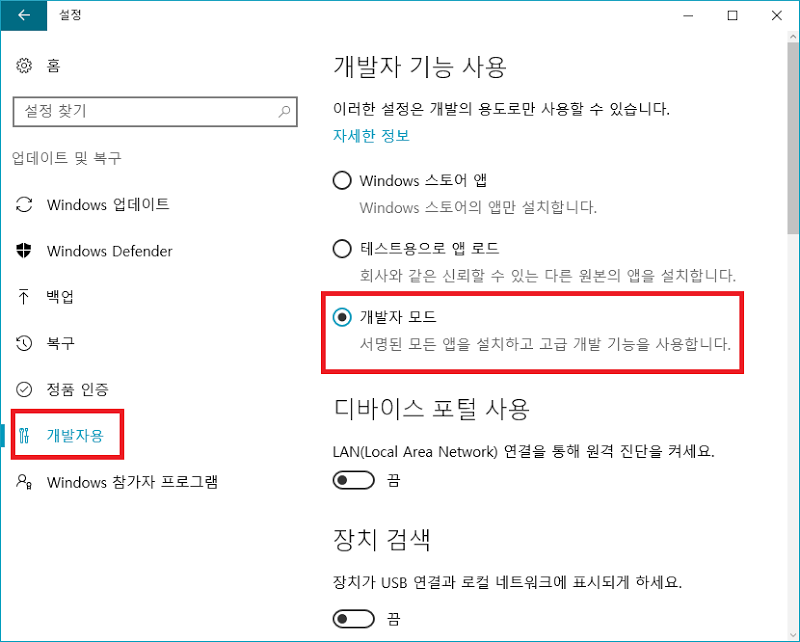 설정
홈
설정 찾기
업데이트 및 복구
Windows 업데이트
Windows Defender
백업
복구
정품 인증
개발자용
Windows 참가자 프로그램
개발자 기능 사용
이러한 설정은 개발의 용도로만 사용할 수 있습니다.
자세한 정보
Windows 스토어 앱
Windows 스토어의 앱만 설치합니다.
테스트용으로 앱 로드
회사와 같은 신뢰할 수 있는 다른 원본의 앱을 설치합니다.
개발자 모드
서명된 모든 앱을 설치하고 고급 개발 기능을 사용합니다.
디바이스 포털 사용
LAN(Local Area Network) 연결을 통해 원격 진단을 켜세요.
끔
장치 검색
장치가 USB 연결과 로컬 네트워크에 표시되게 하세요.
끔